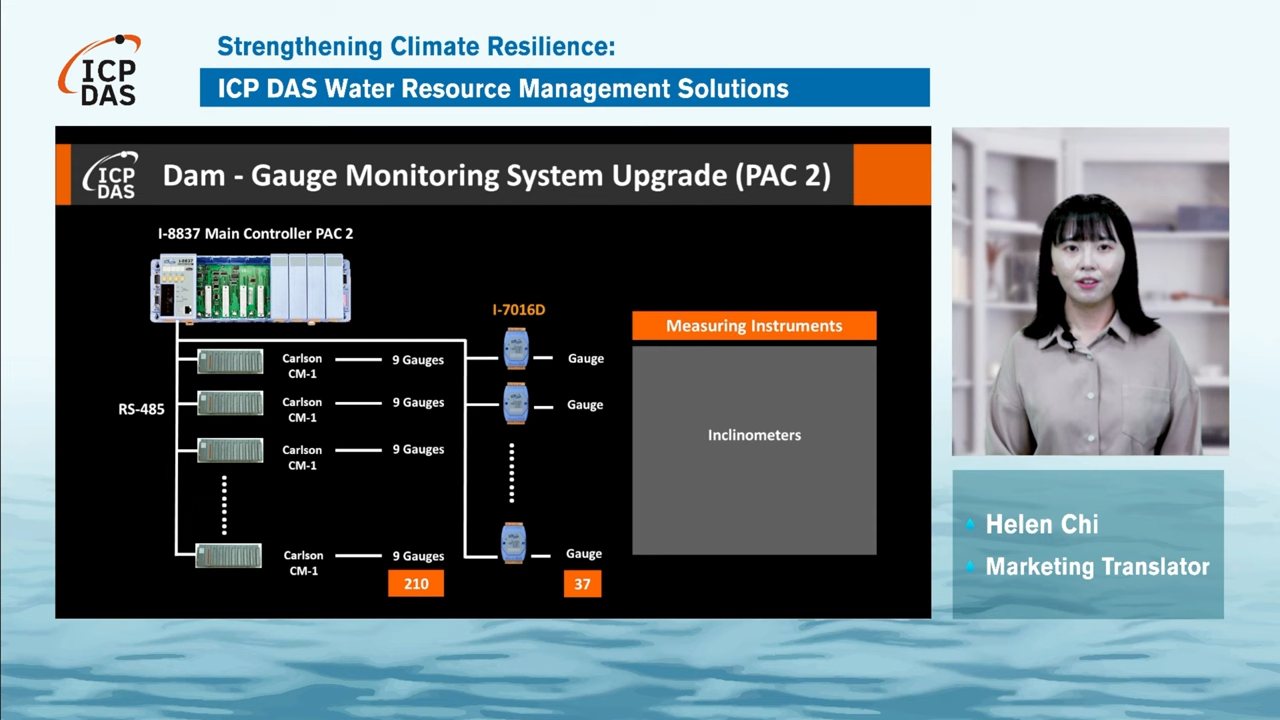 ICP
DAS
Strengthening Climate Resilience:
ICP DAS Water Resource Management Solutions
ICP
DAS
Dam - Gauge Monitoring System Upgrade (PAC 2)
I-8837 Main Controller PAC 2
I-8837
I-7016D
Measuring Instruments
Inclinometers
RS-485
Carlson
CM-1
9 Gauges
Gauge
Carlson
CM-1
9 Gauges
Gauge
Carlson
CM-1
9 Gauges
Carlson
CM-1
9 Gauges
Gauge
210
37
Helen Chi
Marketing Translator